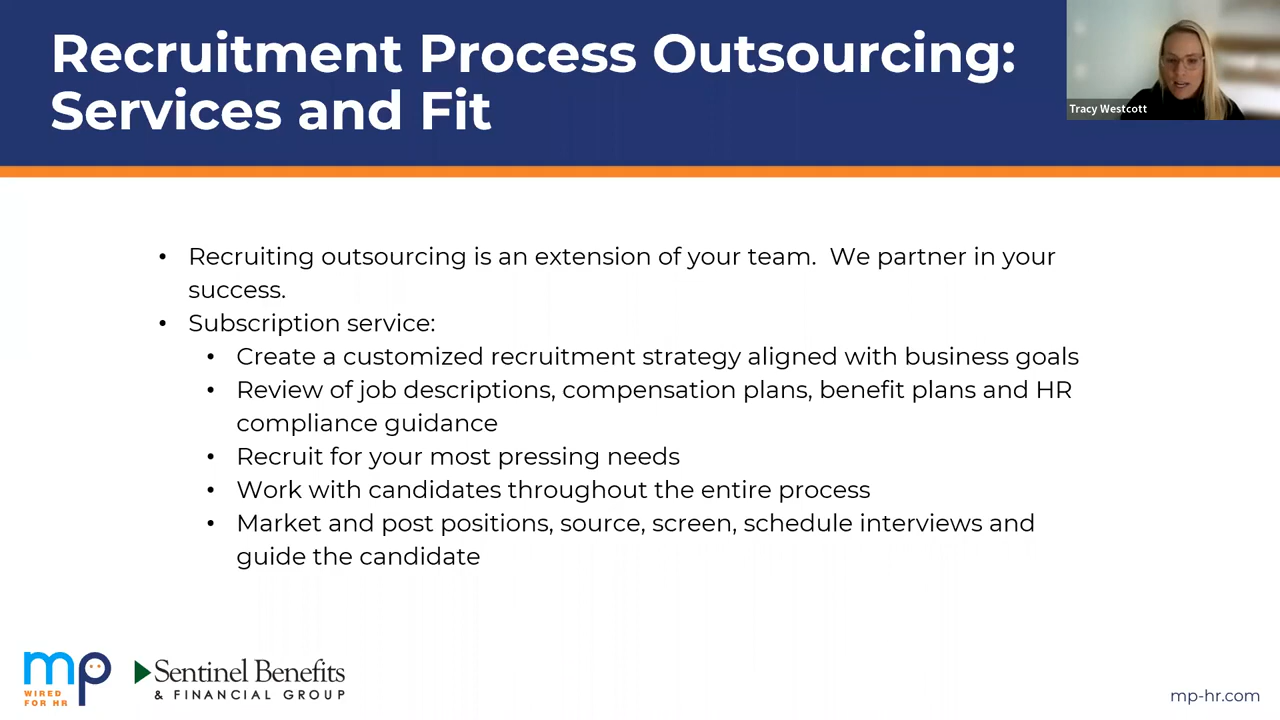 Recruitment Process Outsourcing:
Services and Fit
Tracy Westcott
• Recruiting outsourcing is an extension of your team.  We partner in your
success.
• Subscription service:
• Create a customized recruitment strategy aligned with business goals
• Review of job descriptions, compensation plans, benefit plans and HR
compliance guidance
• Recruit for your most pressing needs
• Work with candidates throughout the entire process
• Market and post positions, source, screen, schedule interviews and
guide the candidate
mp
WIRED
FOR HR
Sentinel Benefits
& FINANCIAL GROUP
mp-hr.com